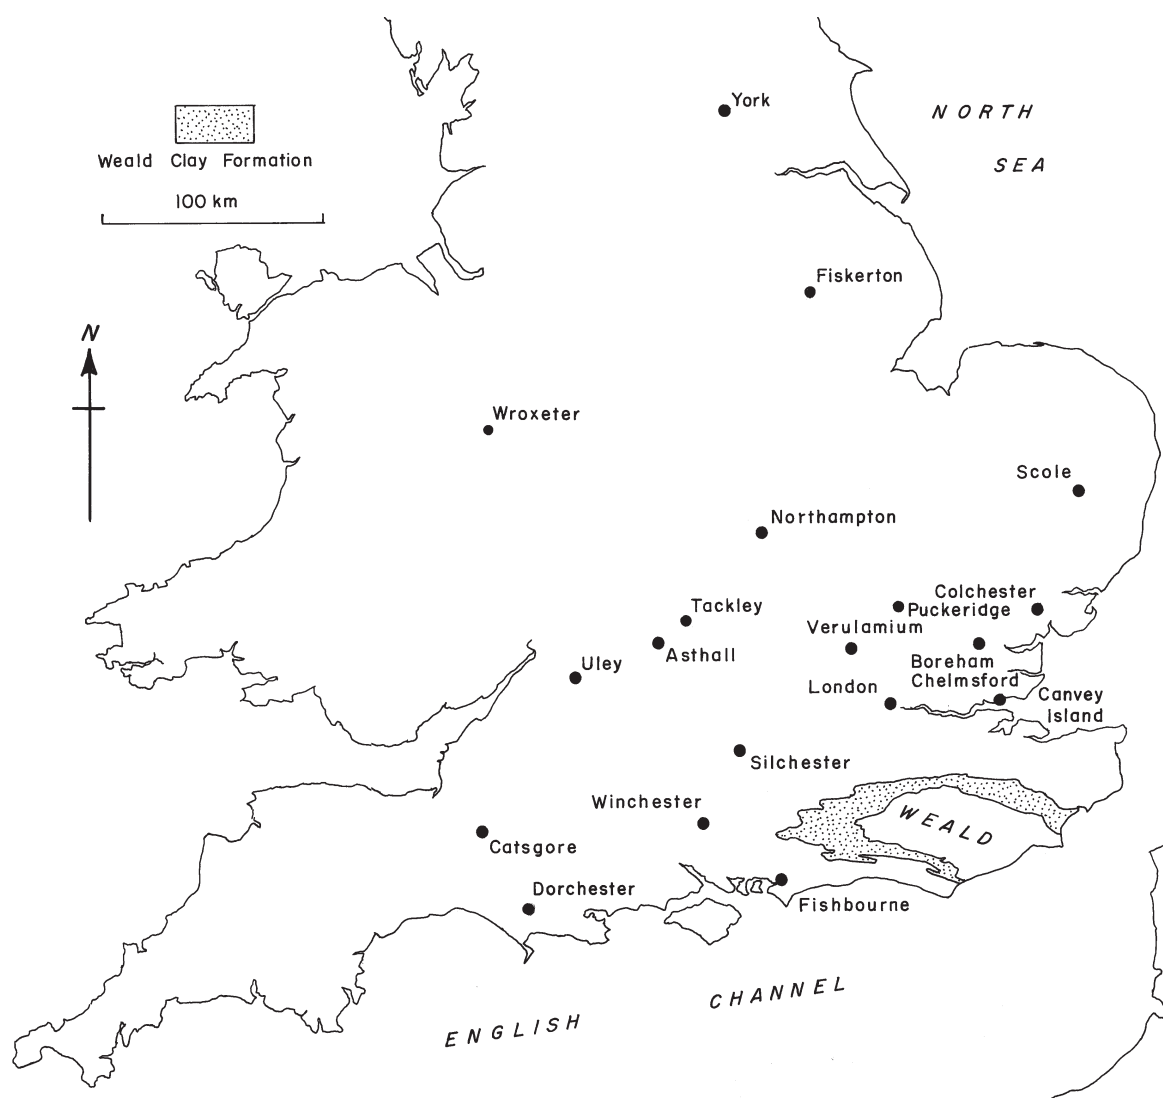 York
NORTH
SEA
Weald Clay Formation
100 km
Fiskerton
N
Wroxeter
Scole
Northampton
Colchester
Tackley
Puckeridge
Verulamium
Asthall
Uley
Boreham
Chelmsford
London
Canvey
Island
Silchester
Winchester
WEALD
Catsgore
Dorchester
Fishbourne
CHANNEL
ENGLISH